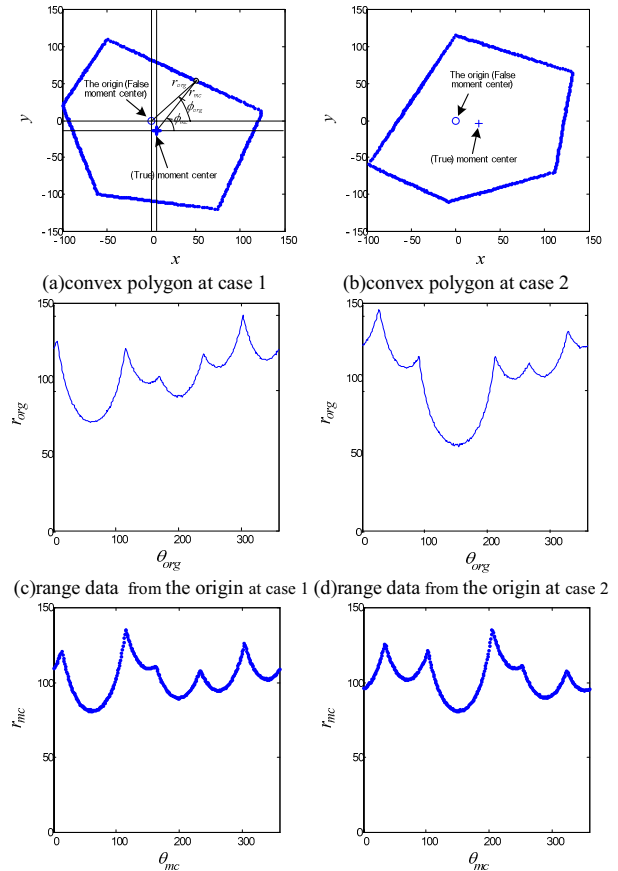 150
100
50
0
-50
-100
-150
-100 -50 0 50 100 150
y
x
The origin (False
moment center)
r_org
r_mc
ϕ_org
(True) moment center
(a)convex polygon at case 1
150
100
50
0
-50
-100
-150
-100 -50 0 50 100 150
y
x
The origin (False
moment center)
(True) moment center
(b)convex polygon at case 2
150
100
50
0
0 100 200 300
r_org
θ_org
(c)range data from the origin at case 1
150
100
50
0
0 100 200 300
r_org
θ_org
(d)range data from the origin at case 2
150
100
50
0
0 100 200 300
r_mc
θ_mc
150
100
50
0
0 100 200 300
r_mc
θ_mc